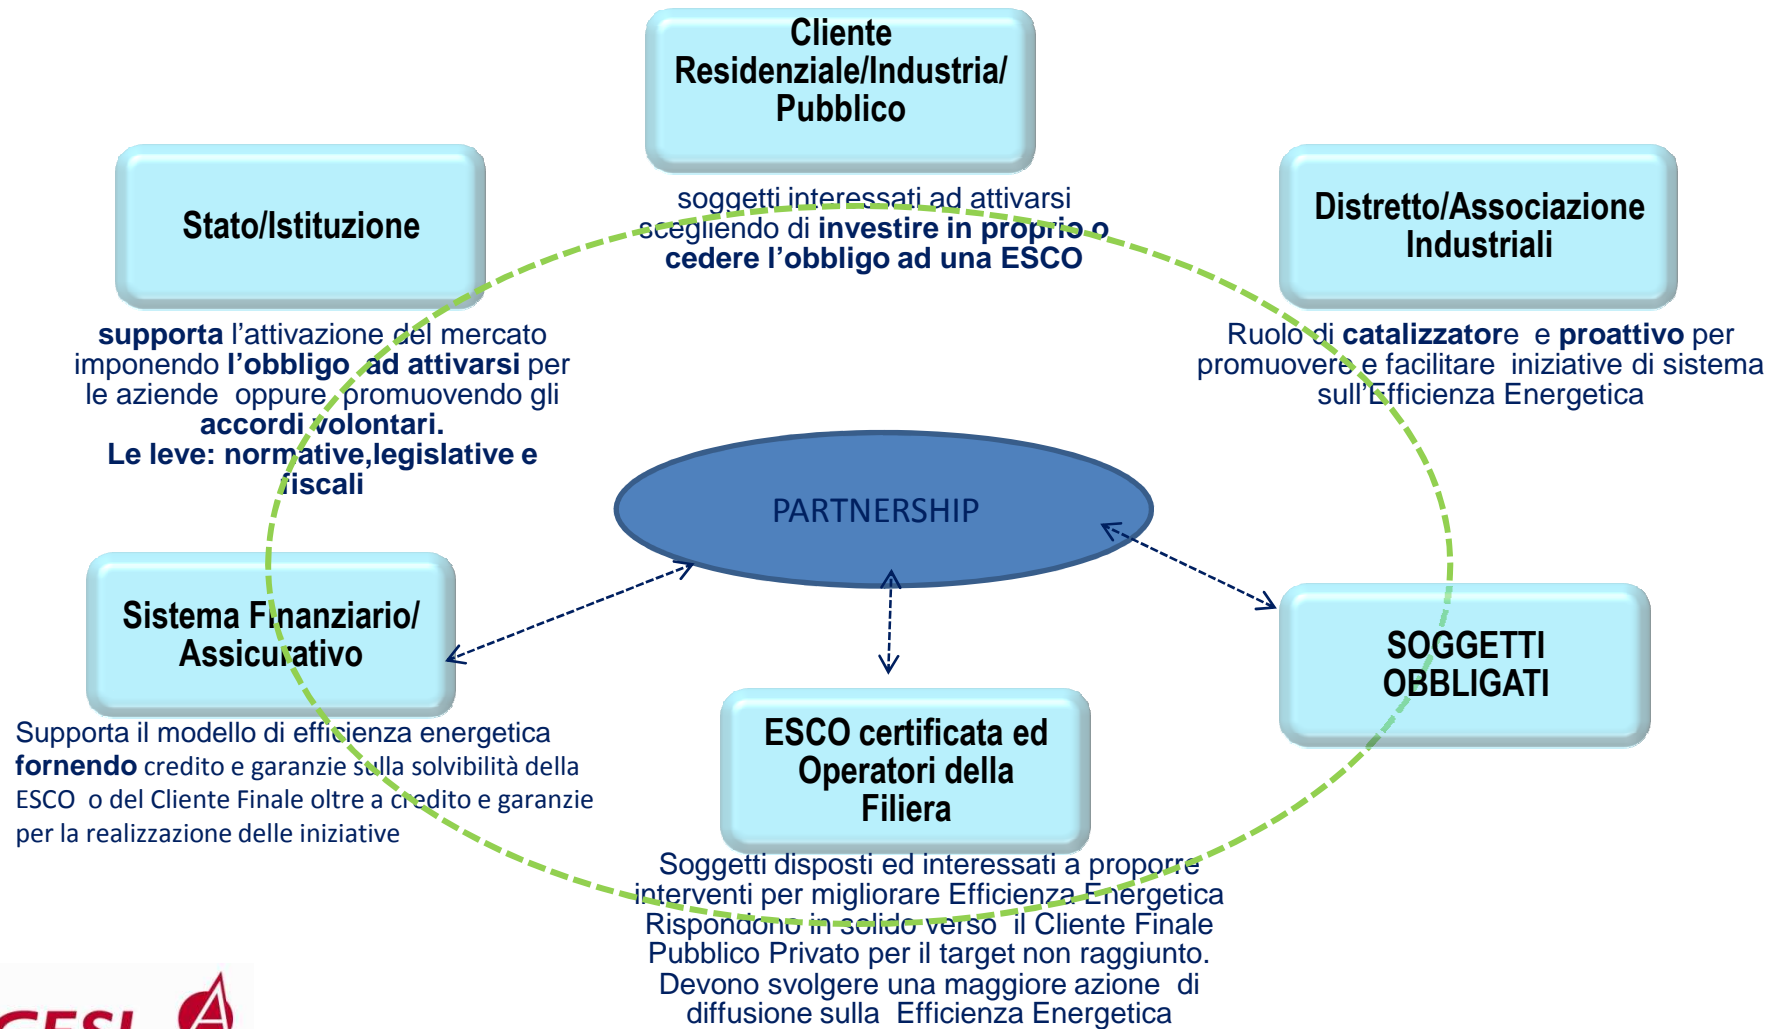 Cliente
Residenziale/Industria/
Pubblico
soggetti interessati ad attivarsi
scegliendo di investire in proprio o
cedere l'obbligo ad una ESCO
Stato/Istituzione
supporta l'attivazione del mercato
imponendo l'obbligo ad attivarsi per
le aziende oppure promuovendo gli
accordi volontari.
Le leve: normative,legislative e
fiscali
Distretto/Associazione
Industriali
Ruolo di catalizzatore e proattivo per
promuovere e facilitare iniziative di sistema
sull'Efficienza Energetica
PARTNERSHIP
Sistema Finanziario/
Assicurativo
Supporta il modello di efficienza energetica
fornendo credito e garanzie sulla solvibilità della
ESCO o del Cliente Finale oltre a credito e garanzie
per la realizzazione delle iniziative
ESCO certificata ed
Operatori della
Filiera
Soggetti disposti ed interessati a proporre
interventi per migliorare Efficienza Energetica
Rispondono in solido verso il Cliente Finale
Pubblico Privato per il target non raggiunto.
Devono svolgere una maggiore azione di
diffusione sulla Efficienza Energetica
SOGGETTI
OBBLIGATI